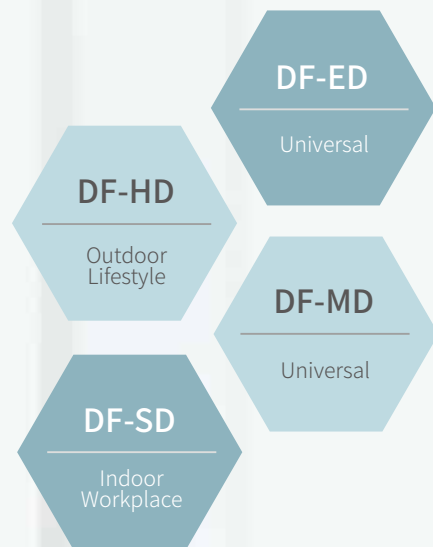 DF-ED
Universal
DF-HD
Outdoor
Lifestyle
DF-MD
Universal
DF-SD
Indoor
Workplace